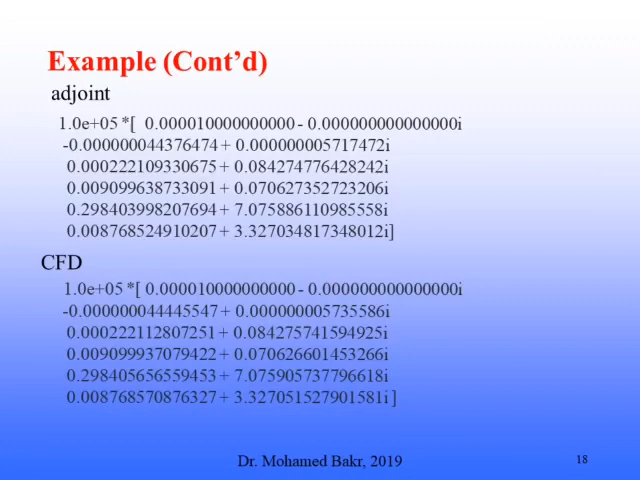 Example (Cont'd)
adjoint
1.0e+05 *[ 0.000010000000000 - 0.000000000000000i
-0.000000044376474 + 0.000000005717472i
0.000222109330675 + 0.084274776428242i
0.009099638733091 + 0.070627352723206i
0.298403998207694 + 7.075886110985558i
0.008768524910207 + 3.327034817348012i]
CFD
1.0e+05 *[ 0.000010000000000 - 0.000000000000000i
-0.000000044445547 + 0.000000005735586i
0.000222112807251 + 0.084275741594925i
0.009099937079422 + 0.070626601453266i
0.298405656559453 + 7.075905737796618i
0.008768570876327 + 3.327051527901581i ]
Dr. Mohamed Bakr, 2019
18